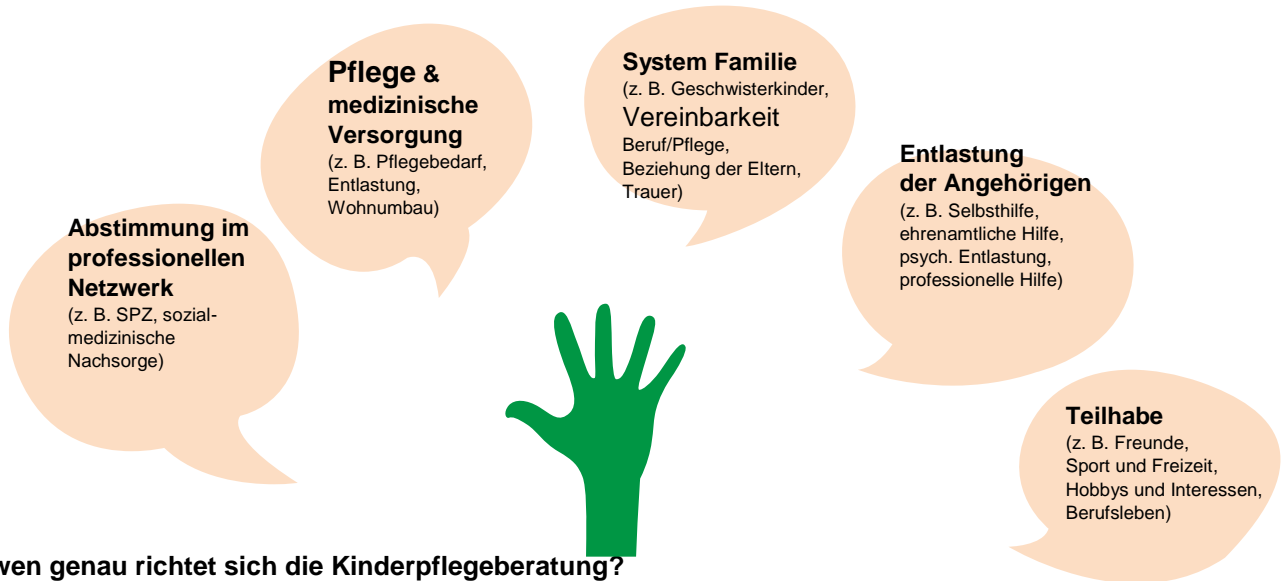 Abstimmung im
professionellen
Netzwerk
(z. B. SPZ, sozial-
medizinische
Nachsorge)
Pflege &
medizinische
Versorgung
(z. B. Pflegebedarf,
Entlastung,
Wohnumbau)
System Familie
(z. B. Geschwisterkinder,
Vereinbarkeit
Beruf/Pflege,
Beziehung der Eltern,
Trauer)
Entlastung
der Angehörigen
(z. B. Selbsthilfe,
ehrenamtliche Hilfe,
psych. Entlastung,
professionelle Hilfe)
Teilhabe
(z. B. Freunde,
Sport und Freizeit,
Hobbys und Interessen,
Berufsleben)
wen genau richtet sich die Kinderpflegeberatung?